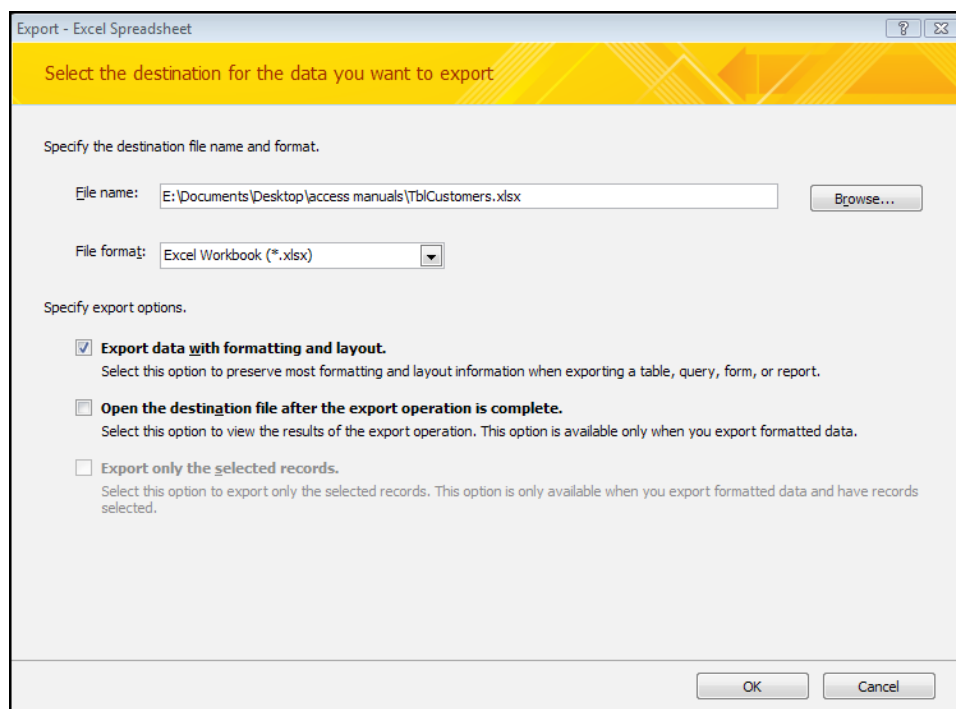 Export - Excel Spreadsheet
Select the destination for the data you want to export
Specify the destination file name and format.
File name: E:\Documents\Desktop\access manuals\TblCustomers.xlsx Browse...
File format: Excel Workbook (*.xlsx)
Specify export options.
Export data with formatting and layout.
Select this option to preserve most formatting and layout information when exporting a table, query, form, or report.
Open the destination file after the export operation is complete.
Select this option to view the results of the export operation. This option is available only when you export formatted data.
Export only the selected records.
Select this option to export only the selected records. This option is only available when you export formatted data and have records
selected.
OK Cancel